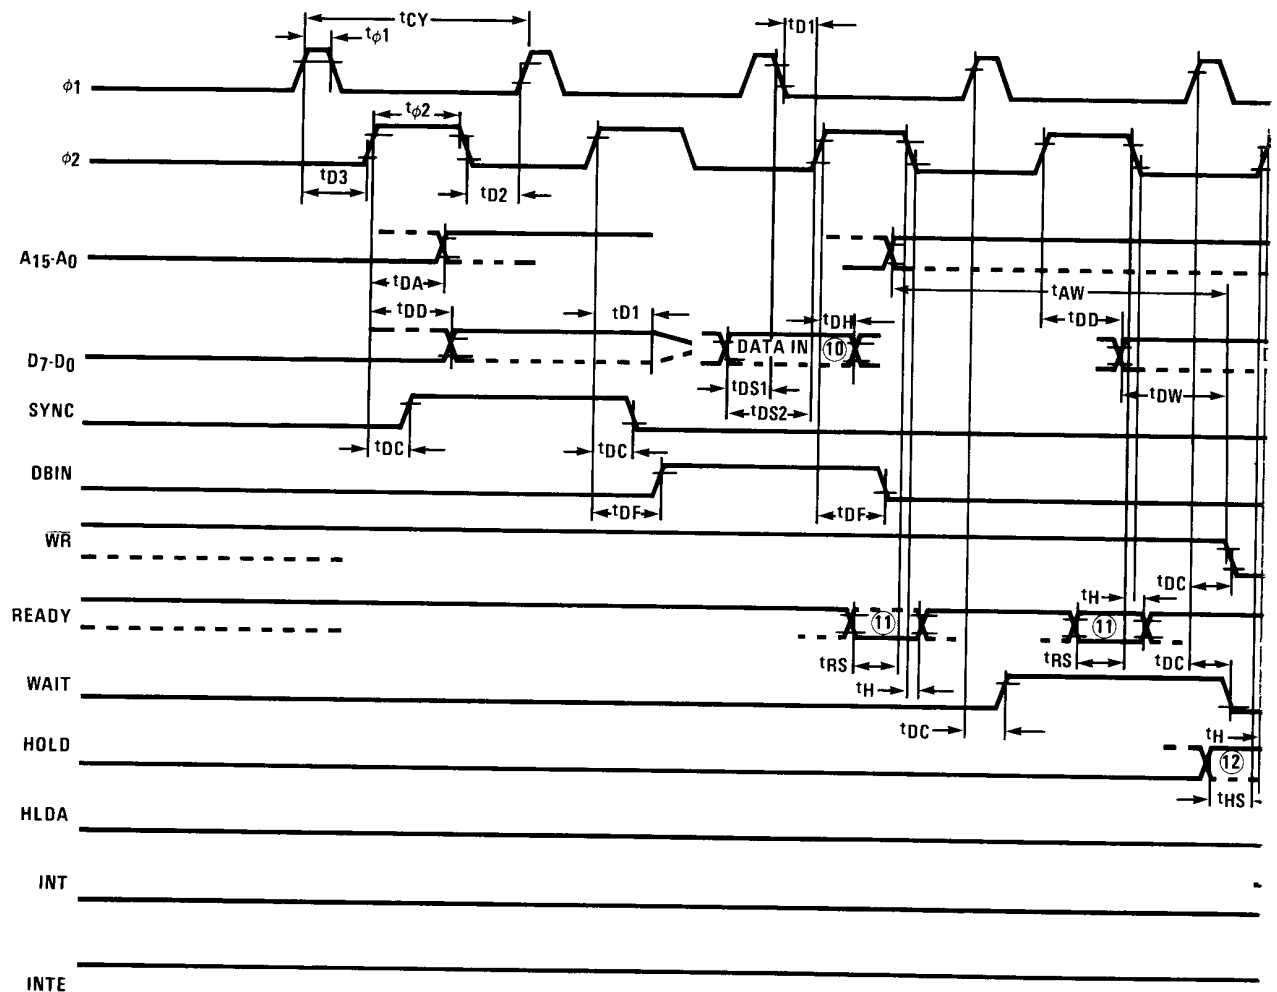 tCY
tD1
tϕ1
ϕ1
tϕ2
ϕ2
tD3
tD2
A15-A0
tDA
tAW
tDD
tD1
tDH
tDD
D7-D0
DATA IN
10
D
tDS1
tDW
tDS2
SYNC
tDC
tDC
DBIN
tDF
tDF
WR
tDC
tH
READY
11
11
tRS
tRS
tDC
WAIT
tH
tDC
tH
HOLD
12
tHS
HLDA
INT
INTE